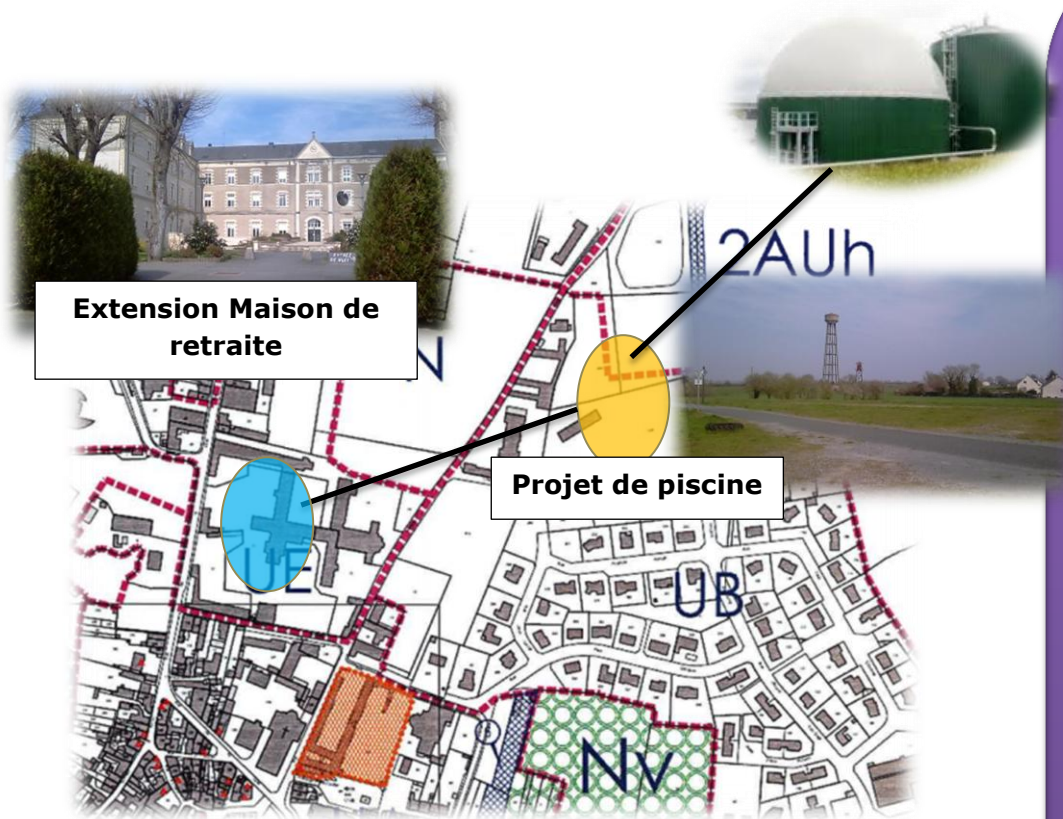 2AUh
Extension Maison de
retraite
N
Projet de piscine
UE
UB
Nv